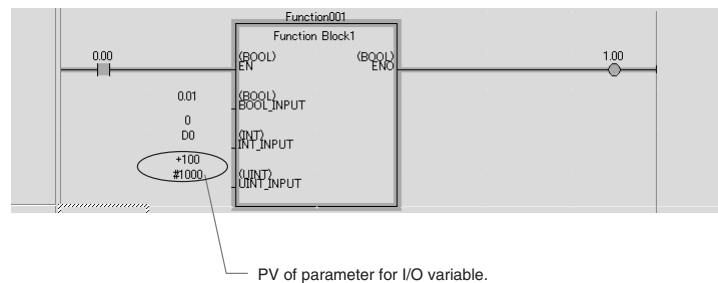 Function001
Function Block1
0.00
(BOOL)
EN
(BOOL)
ENO
1.00
0.01
(BOOL)
BOOL_INPUT
0
D0
(INT)
INT_INPUT
+100
#1000
(UINT)
UINT_INPUT
PV of parameter for I/O variable.